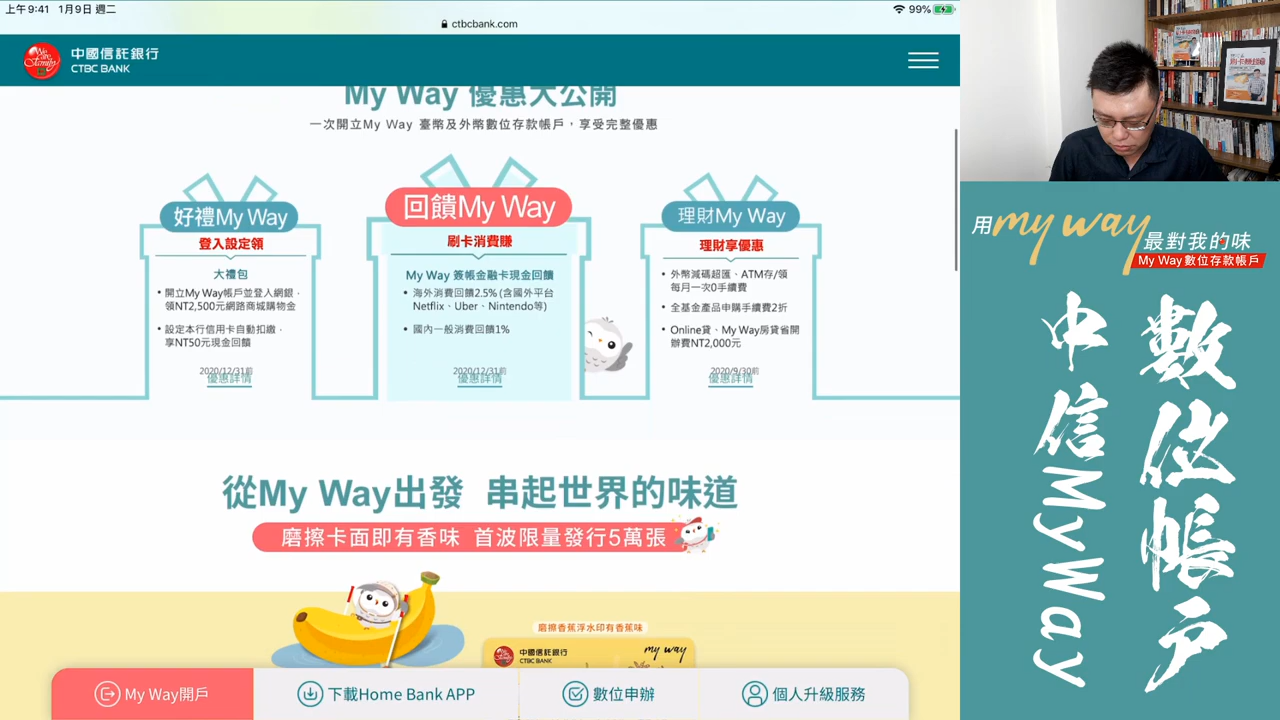 上午9:41 1月9日 週二
99%
ctbcbank.com
中國信託銀行
CTBC BANK
My Way 優惠大公開
一次開立My Way 臺幣及外幣數位存款帳戶，享受完整優惠
好禮My Way
登入設定領
大禮包
• 開立My Way帳戶並登入網銀，
領NT2,500元網路商城購物金
• 設定本行信用卡自動扣繳，
享NT50元現金回饋
2020/12/31前
優惠詳情
回饋My Way
刷卡消費賺
My Way 簽帳金融卡現金回饋
• 海外消費回饋2.5% (含國外平台
Netflix、Uber、Nintendo等)
• 國內一般消費回饋1%
2020/12/31前
優惠詳情
理財My Way
理財享優惠
• 外幣減碼超匯、ATM存/領
每月一次0手續費
• 全基金產品申購手續費2折
• Online貸、My Way房貸省開
辦費NT2,000元
2020/9/30前
優惠詳情
從My Way出發 串起世界的味道
磨擦卡面即有香味 首波限量發行5萬張
磨擦香蕉浮水印有香蕉味
中國信託銀行
CTBC BANK
my way
My Way開戶
下載Home Bank APP
數位申辦
個人升級服務
用my way最對我的味
My Way數位存款帳戶
數位帳戶
中信MyWay